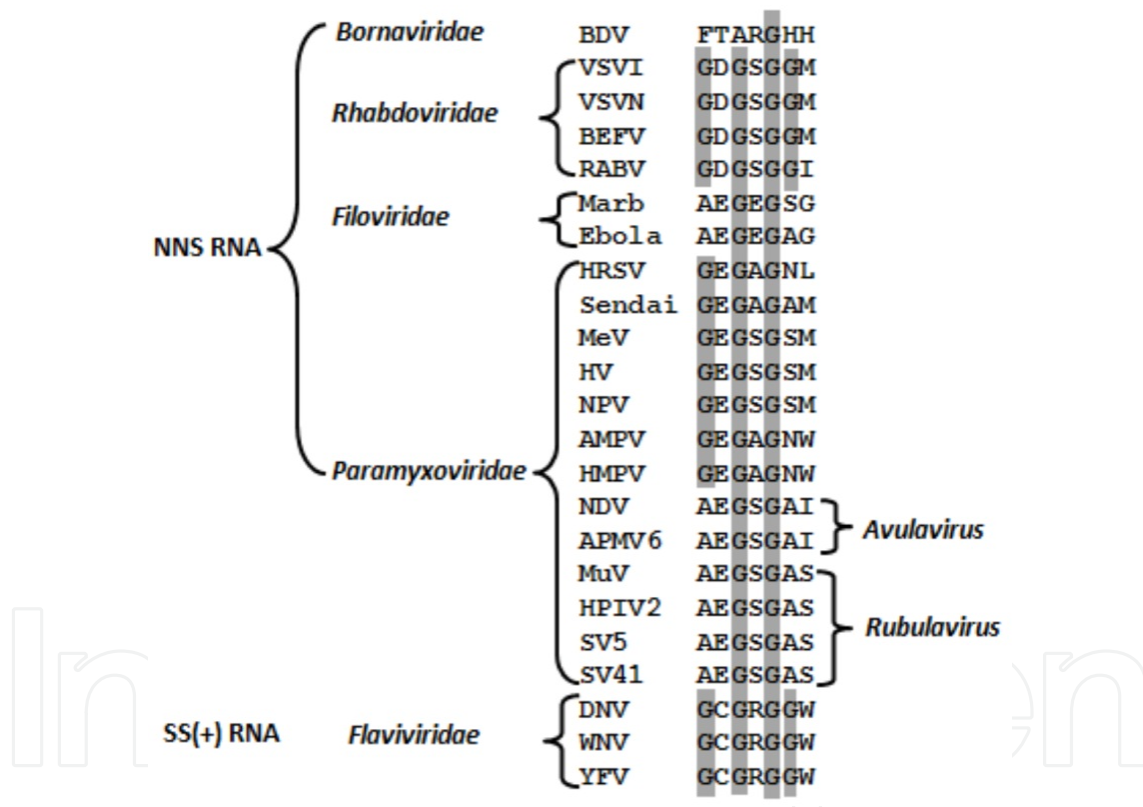 Bornaviridae BDV FTARGHH
VSVI GDGSGGM
Rhabdoviridae VSVN GDGSGGM
BEFV GDGSGGM
RABV GDGSGGI
Filoviridae Marb AEGEGSG
Ebola AEGEGAG
NNS RNA
HRSV GEGAGNL
Sendai GEGAGAM
MeV GEGSGSM
HV GEGSGSM
NPV GEGSGSM
AMPV GEGAGNW
Paramyxoviridae HMPV GEGAGNW
NDV AEGSGAI
Avulavirus
APMV6 AEGSGAI
MuV AEGSGAS
HPIV2 AEGSGAS
Rubulavirus
SV5 AEGSGAS
SV41 AEGSGAS
DNV GCGRGGW
SS(+) RNA Flaviviridae WNV GCGRGGW
YFV GCGRGGW